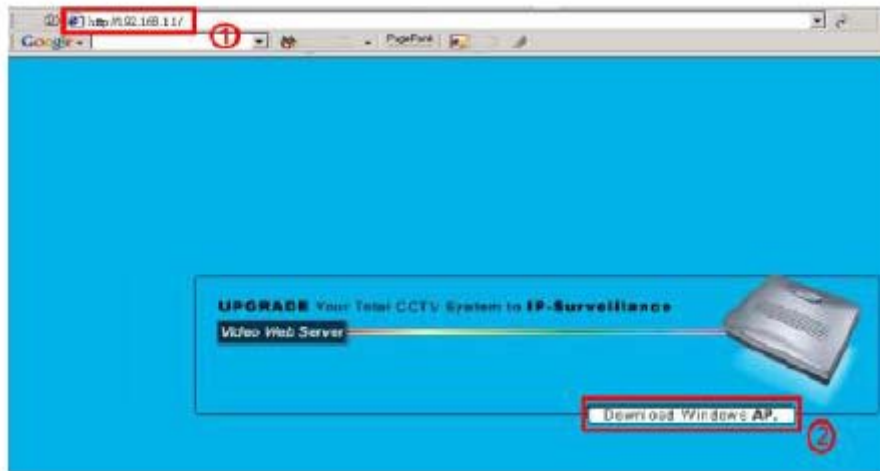 http://192.168.1.1/
①
Google
PageRank
UPGRADE Your Total CCTV System to IP-Surveillance
Video Web Server
Download Windows AP.
②